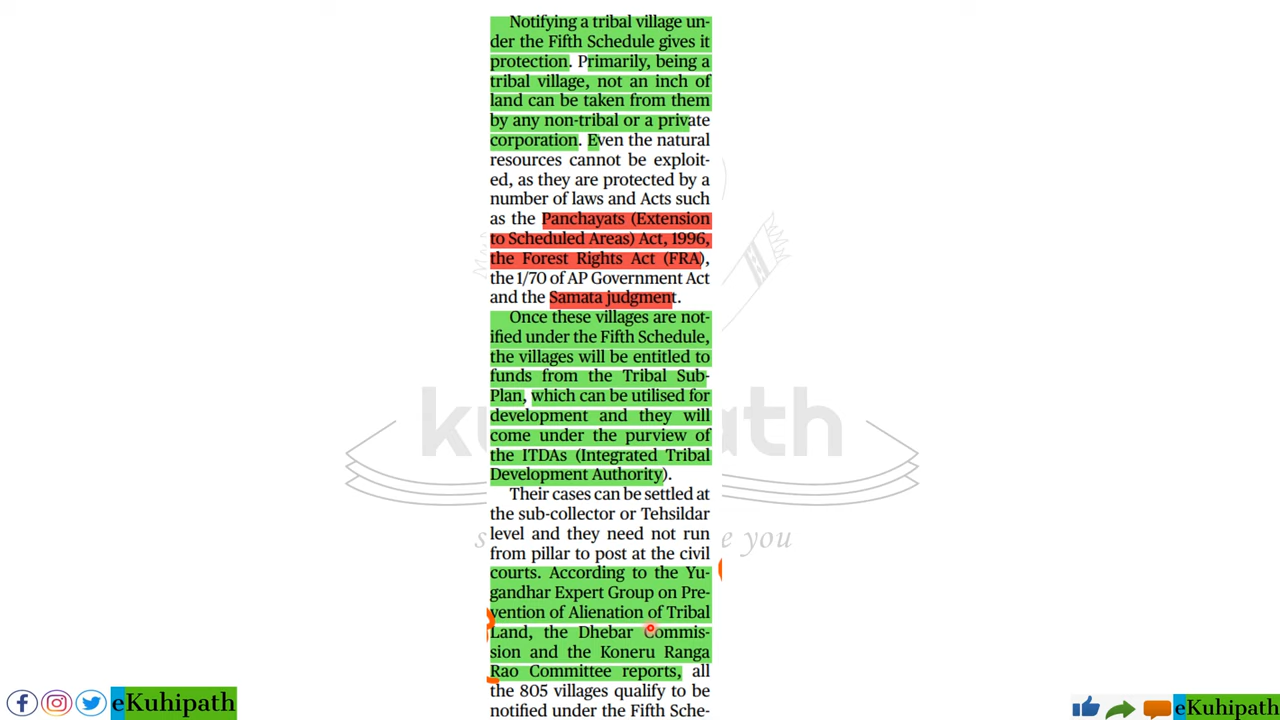 Notifying a tribal village un-
der the Fifth Schedule gives it
protection. Primarily, being a
tribal village, not an inch of
land can be taken from them
by any non-tribal or a private
corporation. Even the natural
resources cannot be exploit-
ed, as they are protected by a
number of laws and Acts such
as the Panchayats (Extension
to Scheduled Areas) Act, 1996,
the Forest Rights Act (FRA),
the 1/70 of AP Government Act
and the Samata judgment.
Once these villages are not-
ified under the Fifth Schedule,
the villages will be entitled to
funds from the Tribal Sub-
Plan, which can be utilised for
development and they will
come under the purview of
the ITDAs (Integrated Tribal
Development Authority).
Their cases can be settled at
the sub-collector or Tehsildar
level and they need not run
from pillar to post at the civil
courts. According to the Yu-
gandhar Expert Group on Pre-
vention of Alienation of Tribal
Land, the Dhebar Commis-
sion and the Koneru Ranga
Rao Committee reports, all
the 805 villages qualify to be
notified under the Fifth Sche-
you
eKuhipath
eKuhipath